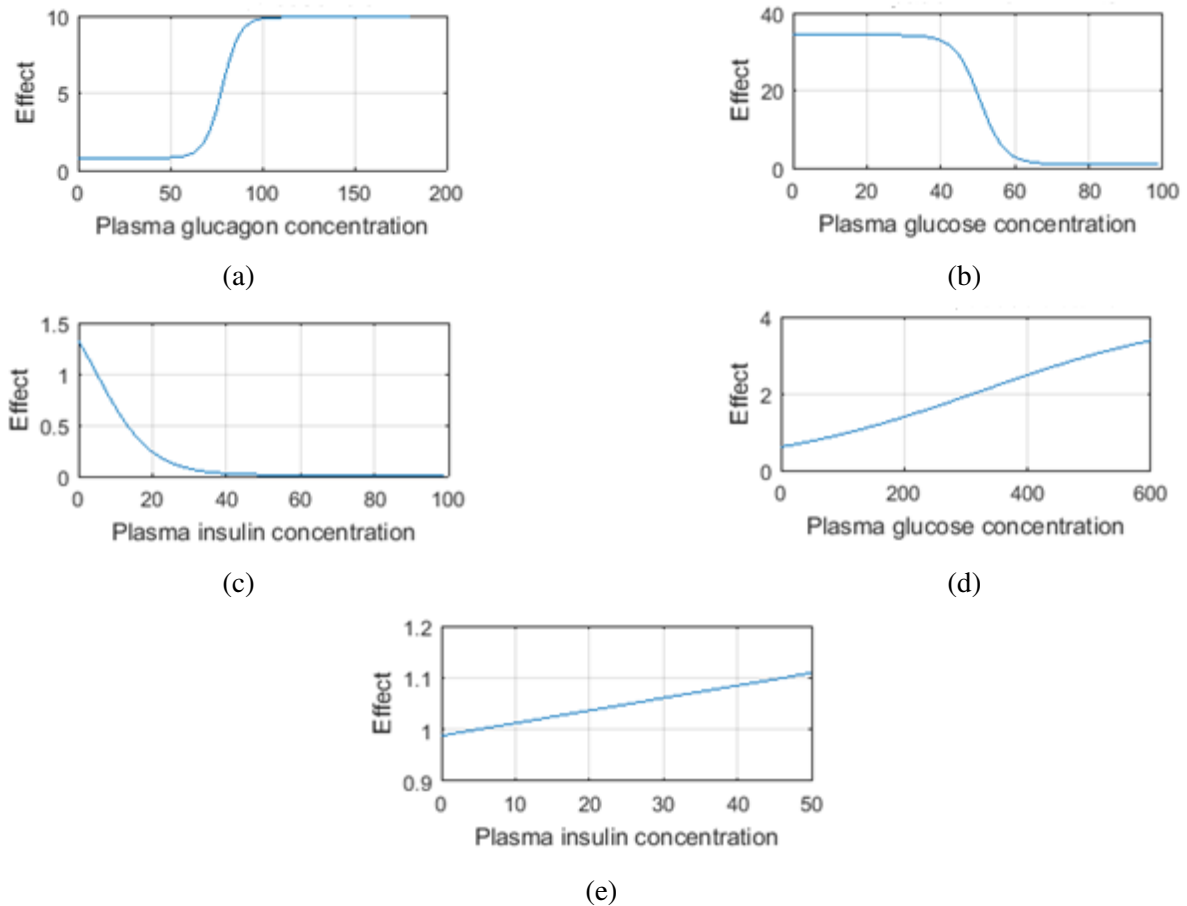 10
5
0
Effect
0 50 100 150 200
Plasma glucagon concentration
(a)
40
20
0
Effect
0 20 40 60 80 100
Plasma glucose concentration
(b)
1.5
1
0.5
0
Effect
0 20 40 60 80 100
Plasma insulin concentration
(c)
4
2
0
Effect
0 200 400 600
Plasma glucose concentration
(d)
1.2
1.1
1
0.9
Effect
0 10 20 30 40 50
Plasma insulin concentration
(e)